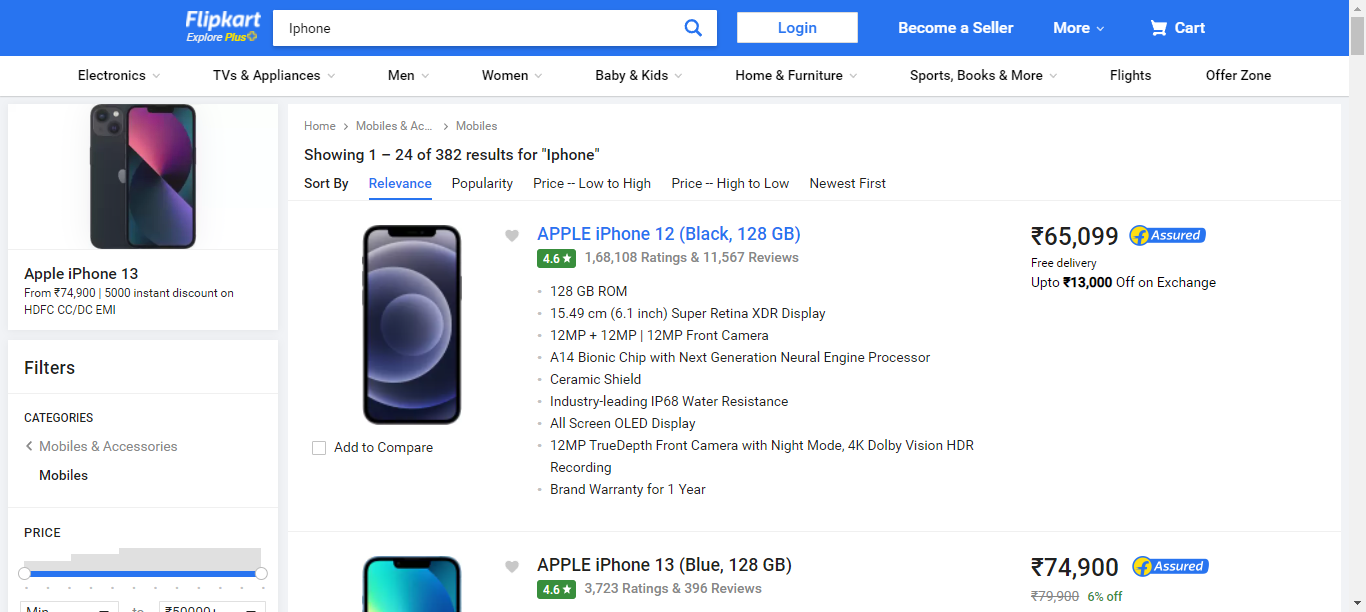 Flipkart
Explore Plus
Iphone
Login
Become a Seller
More
Cart
Electronics
TVs & Appliances
Men
Women
Baby & Kids
Home & Furniture
Sports, Books & More
Flights
Offer Zone
Apple iPhone 13
From ₹74,900 | 5000 instant discount on
HDFC CC/DC EMI
Filters
CATEGORIES
Mobiles & Accessories
Mobiles
PRICE
Min
to
₹50000+
Home
Mobiles & Ac...
Mobiles
Showing 1 – 24 of 382 results for "Iphone"
Sort By
Relevance
Popularity
Price -- Low to High
Price -- High to Low
Newest First
APPLE iPhone 12 (Black, 128 GB)
4.6★ 1,68,108 Ratings & 11,567 Reviews
128 GB ROM
15.49 cm (6.1 inch) Super Retina XDR Display
12MP + 12MP | 12MP Front Camera
A14 Bionic Chip with Next Generation Neural Engine Processor
Ceramic Shield
Industry-leading IP68 Water Resistance
All Screen OLED Display
12MP TrueDepth Front Camera with Night Mode, 4K Dolby Vision HDR
Recording
Brand Warranty for 1 Year
Add to Compare
₹65,099 Assured
Free delivery
Upto ₹13,000 Off on Exchange
APPLE iPhone 13 (Blue, 128 GB)
4.6★ 3,723 Ratings & 396 Reviews
₹74,900 Assured
₹79,900 6% off